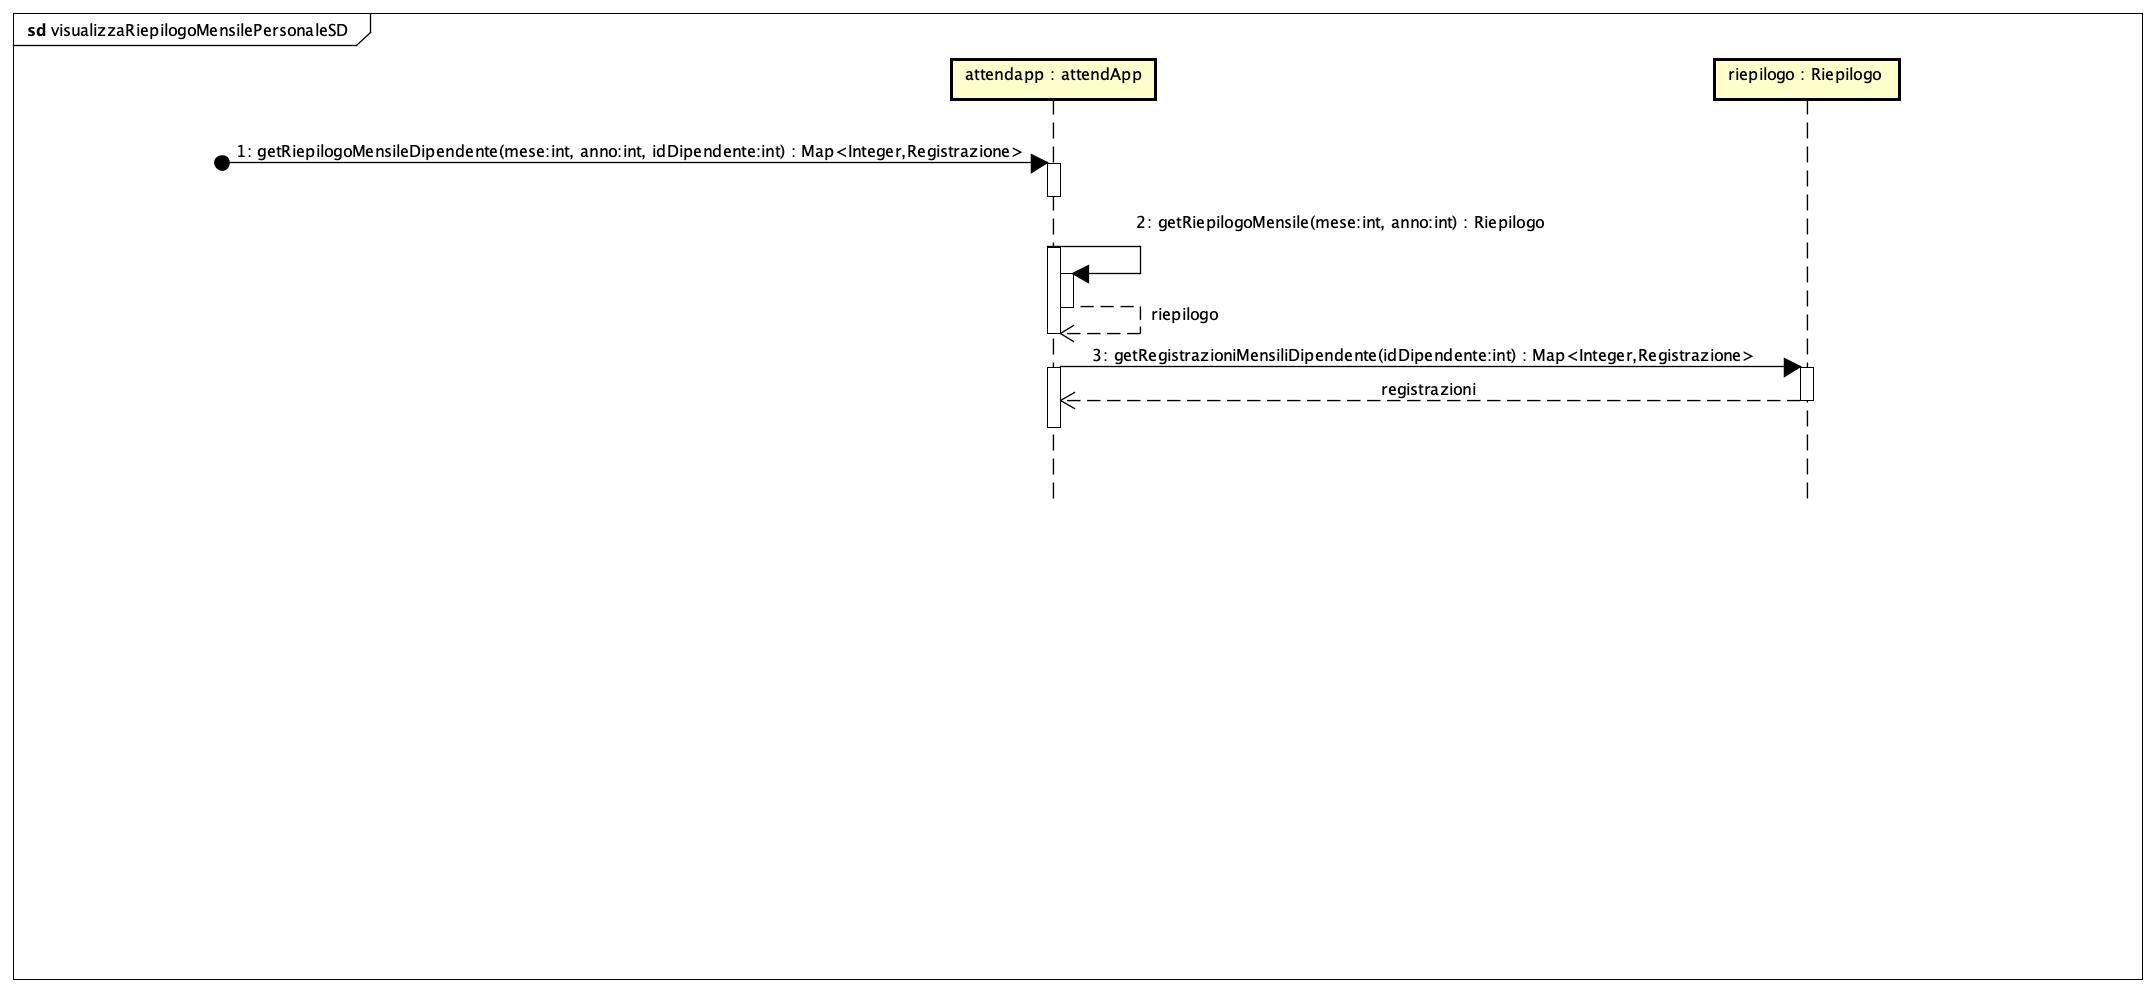 sd visualizzaRiepilogoMensilePersonaleSD
attendapp : attendApp
riepilogo : Riepilogo
1: getRiepilogoMensileDipendente(mese:int, anno:int, idDipendente:int) : Map<Integer,Registrazione>
2: getRiepilogoMensile(mese:int, anno:int) : Riepilogo
riepilogo
3: getRegistrazioniMensiliDipendente(idDipendente:int) : Map<Integer,Registrazione>
registrazioni